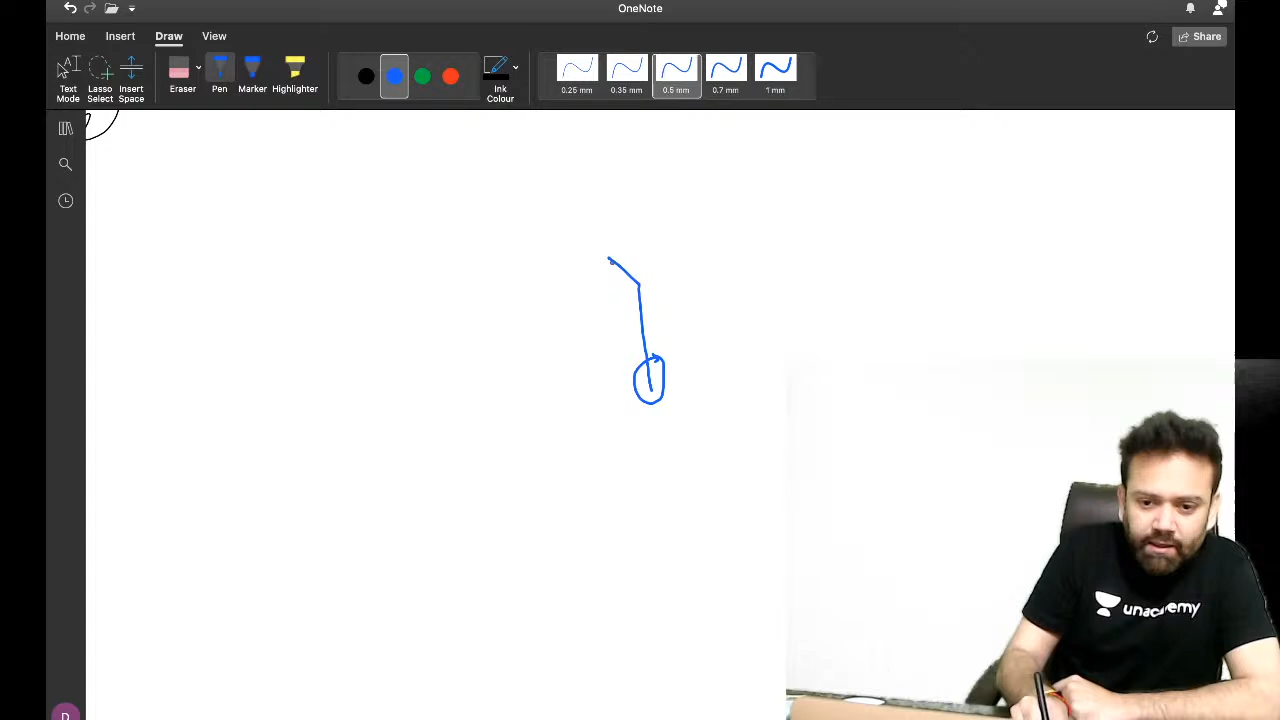 OneNote
Home Insert Draw View
Share
Text Mode
Lasso Select
Insert Space
Eraser
Pen
Marker
Highlighter
Ink Colour
0.25 mm
0.35 mm
0.5 mm
0.7 mm
1 mm
unacademy
D